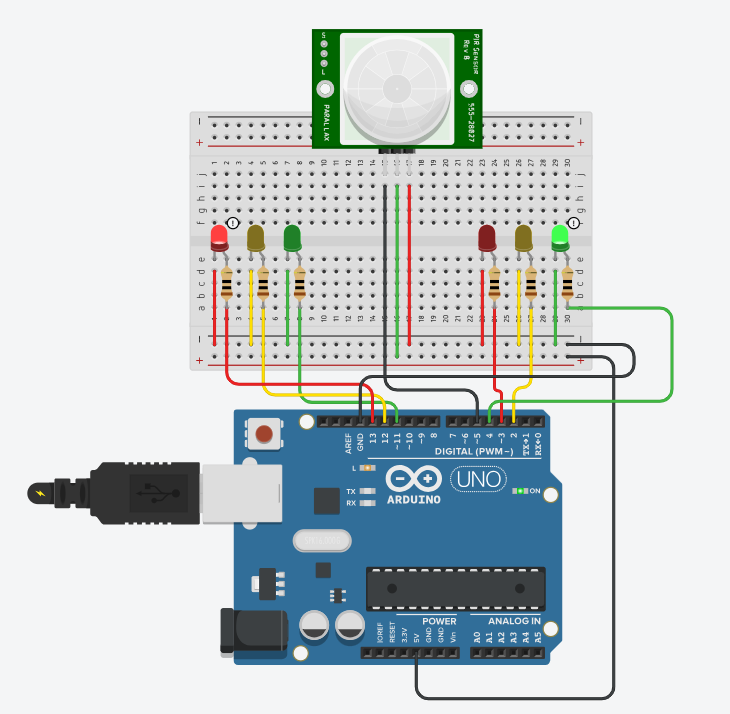 PIR SENSOR
Rev B
555-28027
PARALLAX
1 2 3 4 5 6 7 8 9 10 11 12 13 14 15 16 17 18 19 20 21 22 23 24 25 26 27 28 29 30
j
i
h
g
f
e
d
c
b
a
AREF
GND
13
12
~11
~10
~9
8
7
~6
~5
4
~3
2
TX→1
RX←0
DIGITAL (PWM~)
L
TX
RX
ARDUINO
UNO
ON
POWER
ANALOG IN
IOREF
RESET
3.3V
5V
GND
GND
Vin
A0
A1
A2
A3
A4
A5